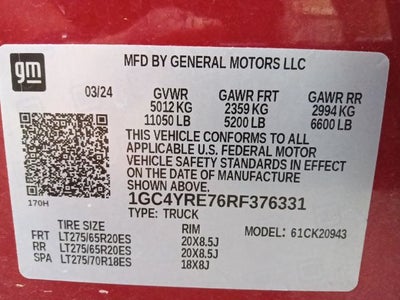 gm
MFD BY GENERAL MOTORS LLC
03/24 GVWR GAWR FRT GAWR RR
5012 KG 2359 KG 2994 KG
11050 LB 5200 LB 6600 LB
THIS VEHICLE CONFORMS TO ALL
APPLICABLE U.S. FEDERAL MOTOR
VEHICLE SAFETY STANDARDS IN EFFECT
ON THE DATE OF MANUFACTURE
SHOWN ABOVE.
1GC4YRE76RF376331
170H TYPE: TRUCK
TIRE SIZE RIM MODEL: 61CK20943
FRT LT275/65R20ES 20X8.5J
RR LT275/65R20ES 20X8.5J
SPA LT275/70R18ES 18X8J